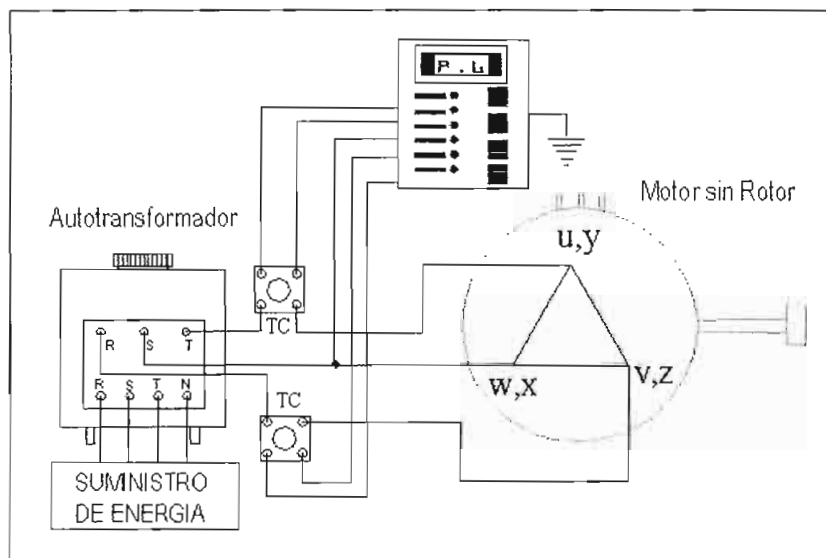 P.L
Motor sin Rotor
Autotransformador
u,y
TC
R S T
w,x
v,z
R S T N
TC
SUMINISTRO
DE ENERGIA